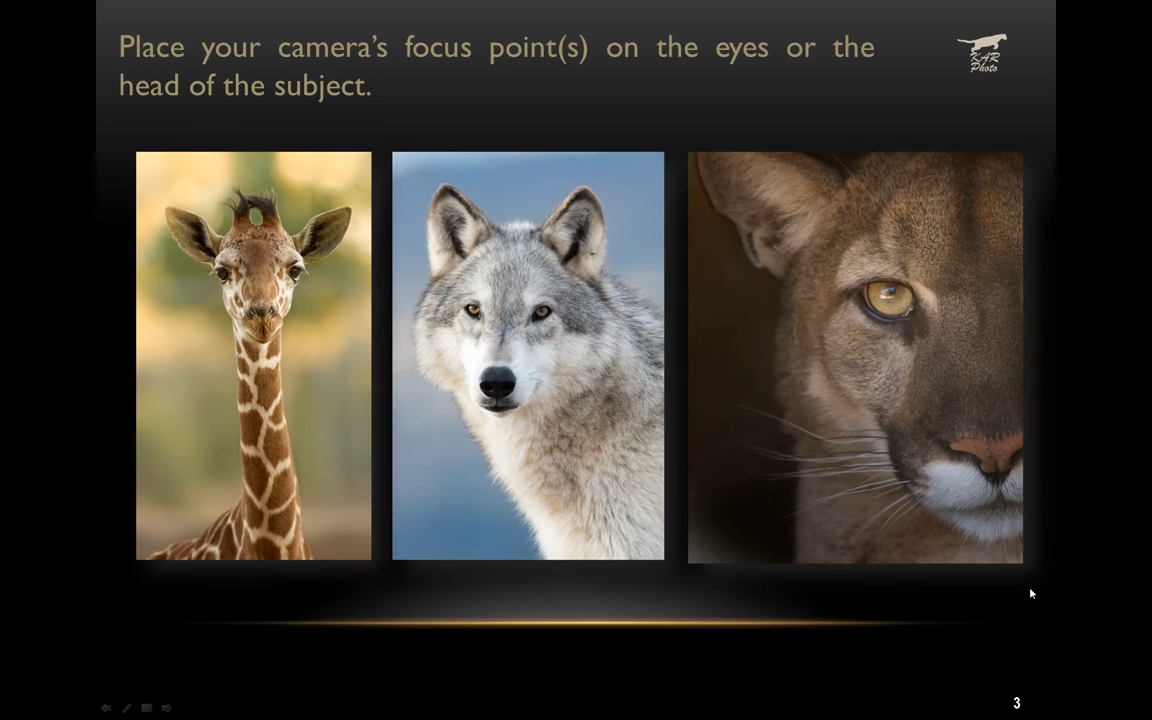 Place your camera’s focus point(s) on the eyes or the
head of the subject.
KAR
Photo
3